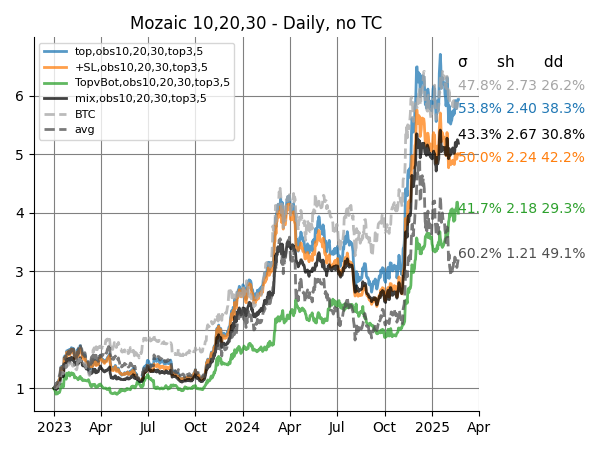 Mozaic 10,20,30 - Daily, no TC
top,obs10,20,30,top3,5
+SL,obs10,20,30,top3,5
TopvBot,obs10,20,30,top3,5
mix,obs10,20,30,top3,5
BTC
avg
σ sh dd
47.8% 2.73 26.2%
53.8% 2.40 38.3%
43.3% 2.67 30.8%
50.0% 2.24 42.2%
41.7% 2.18 29.3%
60.2% 1.21 49.1%
6
5
4
3
2
1
2023 Apr Jul Oct 2024 Apr Jul Oct 2025 Apr